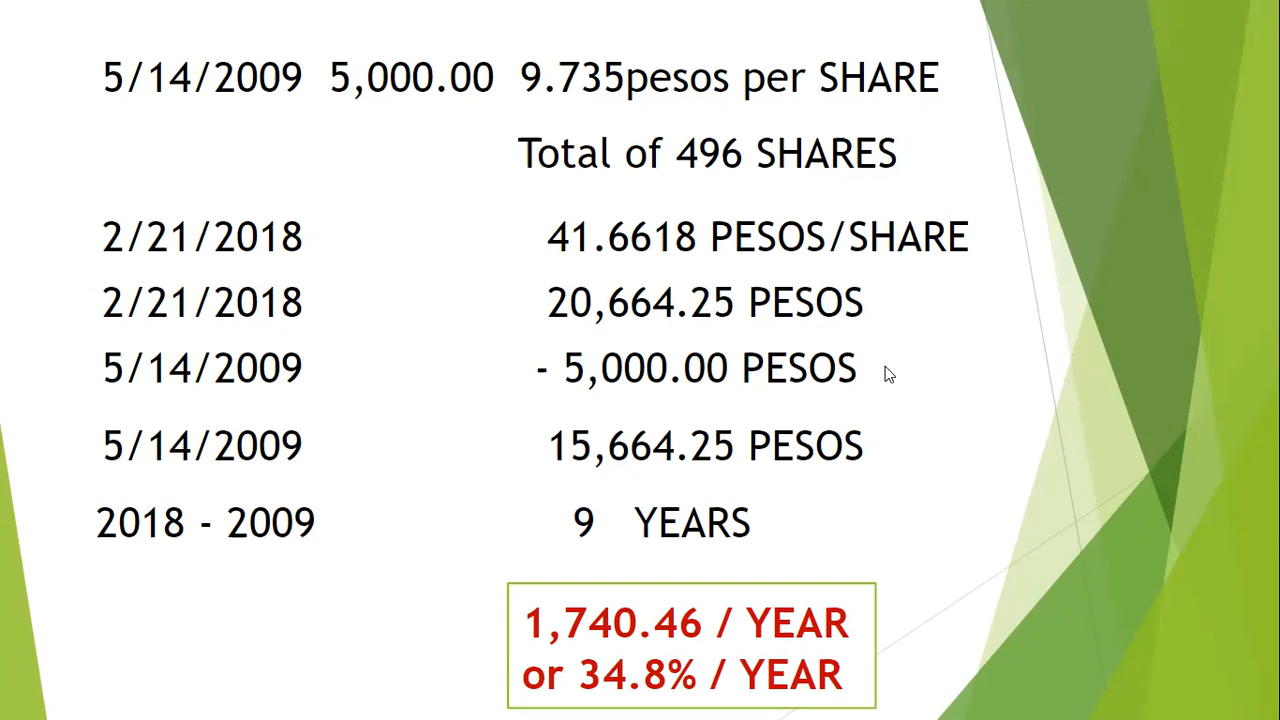 5/14/2009 5,000.00 9.735pesos per SHARE
Total of 496 SHARES
2/21/2018 41.6618 PESOS/SHARE
2/21/2018 20,664.25 PESOS
5/14/2009 - 5,000.00 PESOS
5/14/2009 15,664.25 PESOS
2018 - 2009 9 YEARS
1,740.46 / YEAR
or 34.8% / YEAR